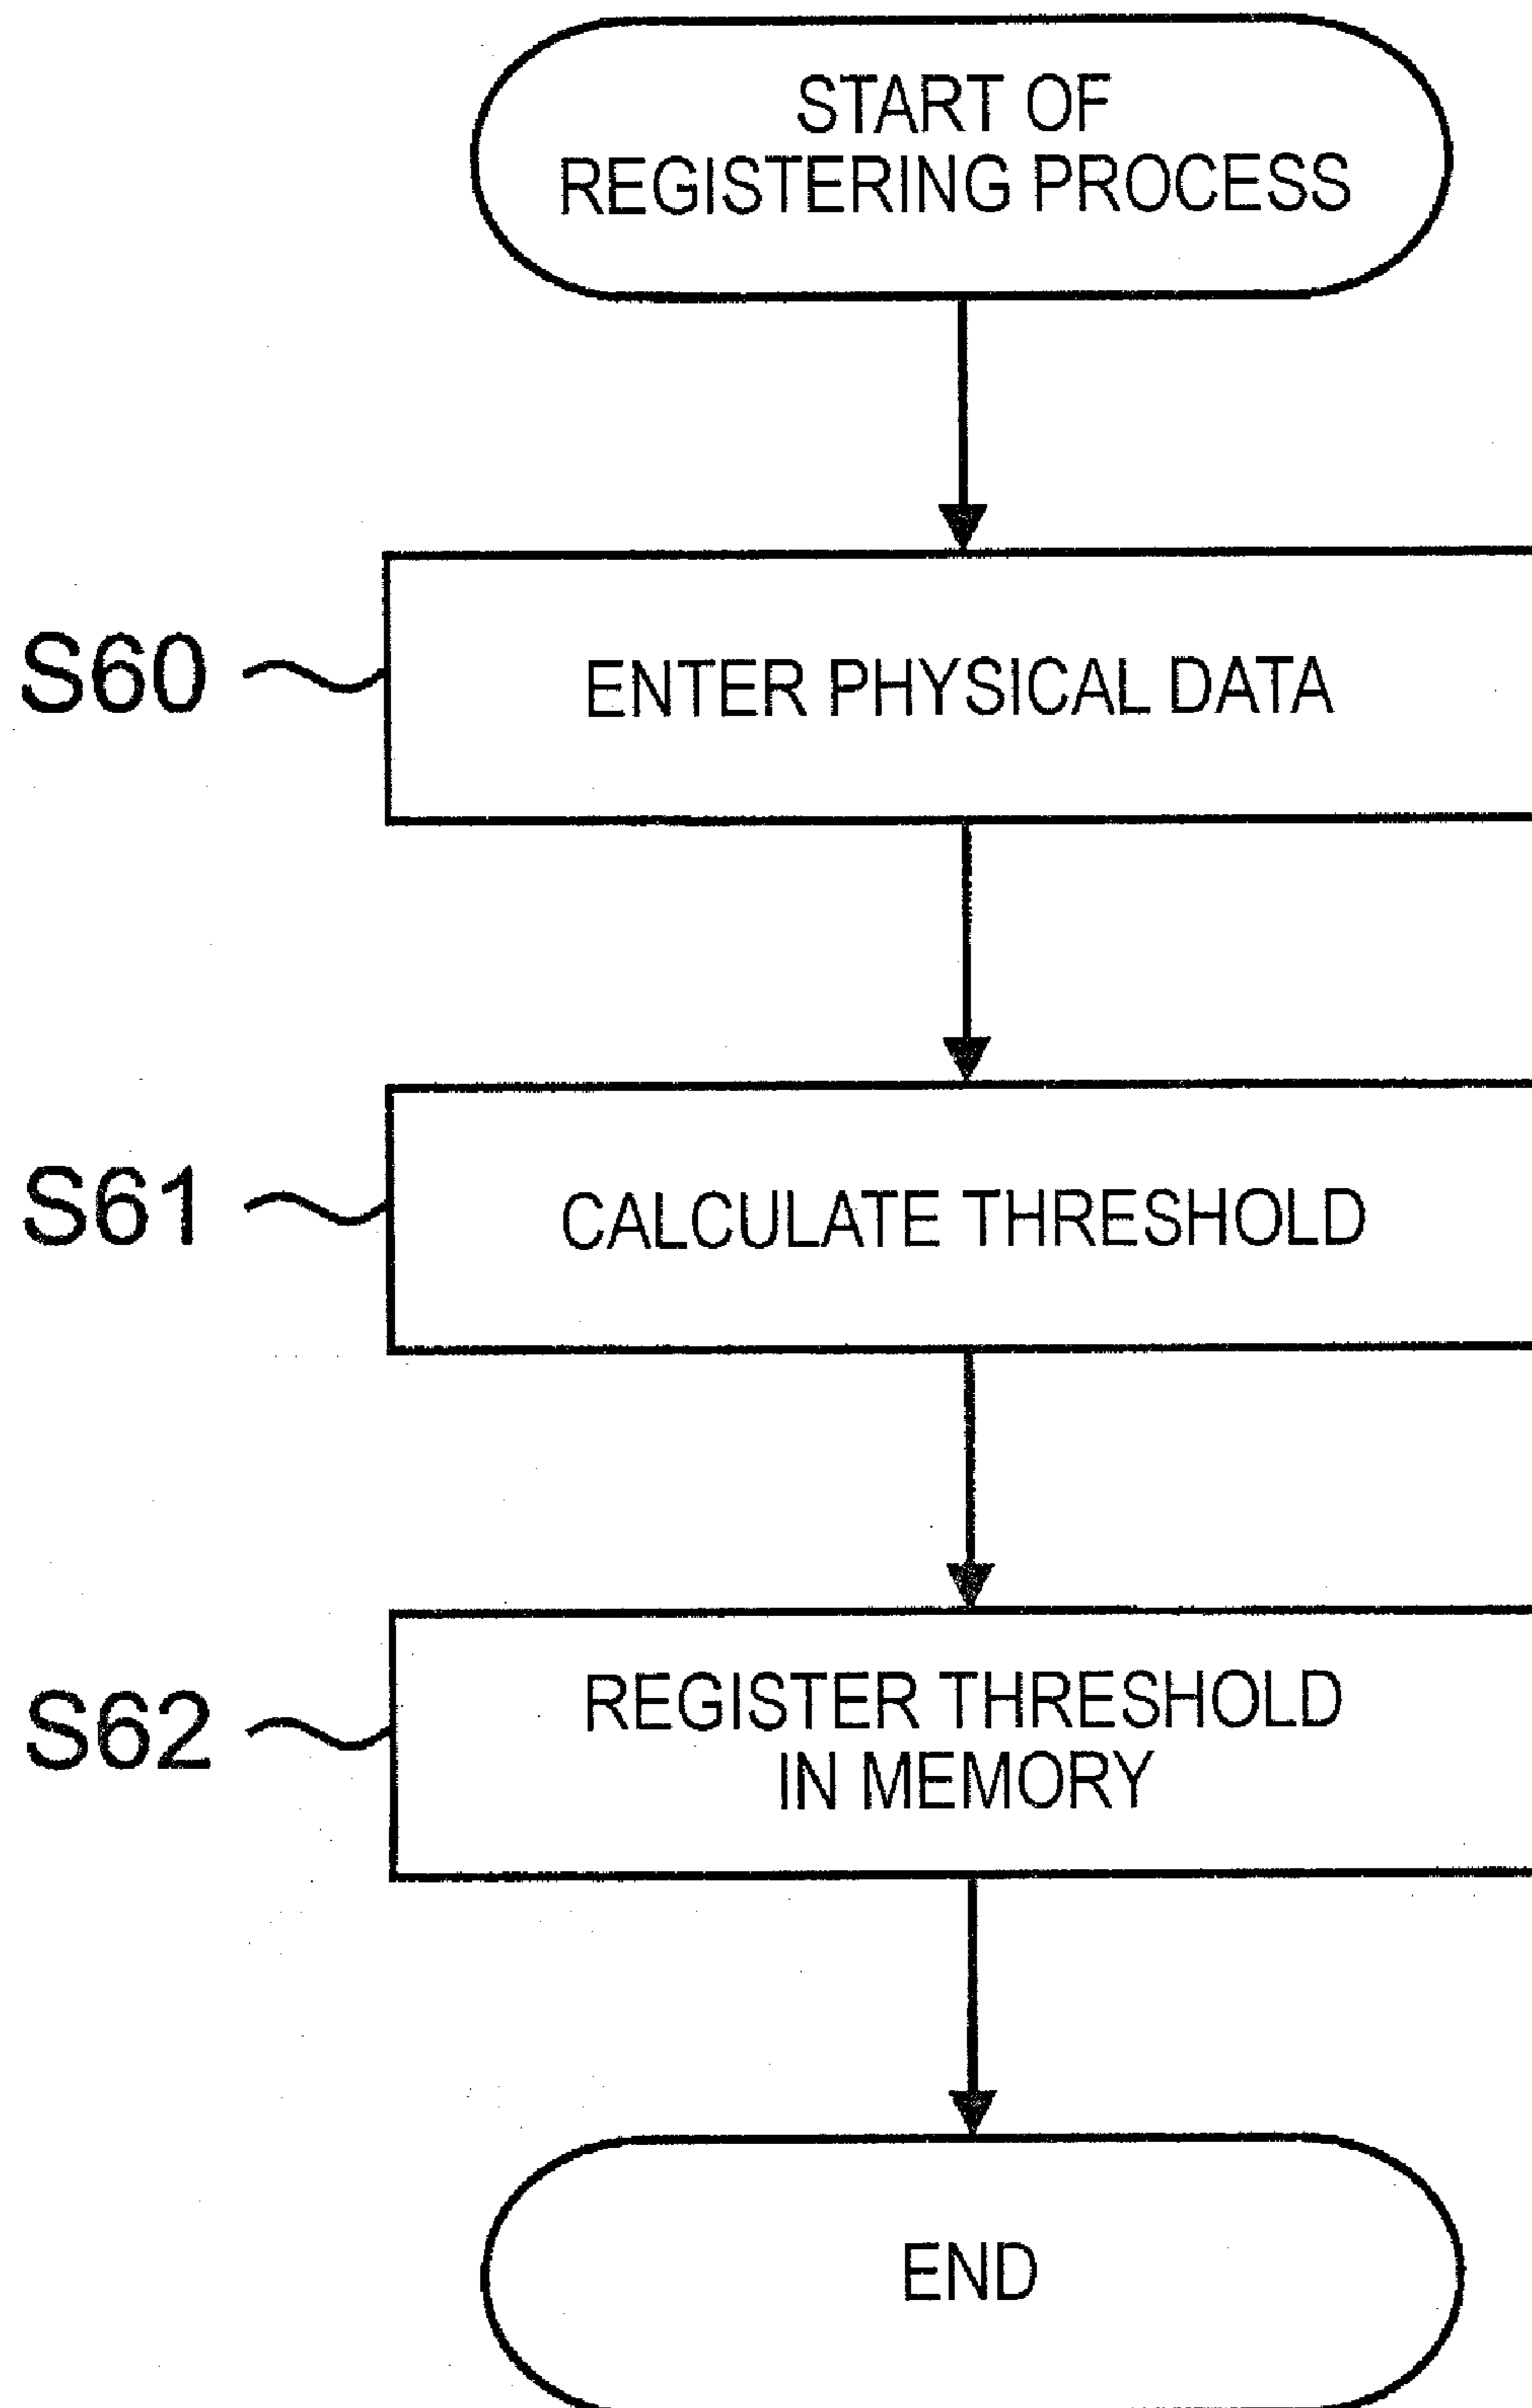 START OF
REGISTERING PROCESS
S60
ENTER PHYSICAL DATA
S61
CALCULATE THRESHOLD
S62
REGISTER THRESHOLD
IN MEMORY
END